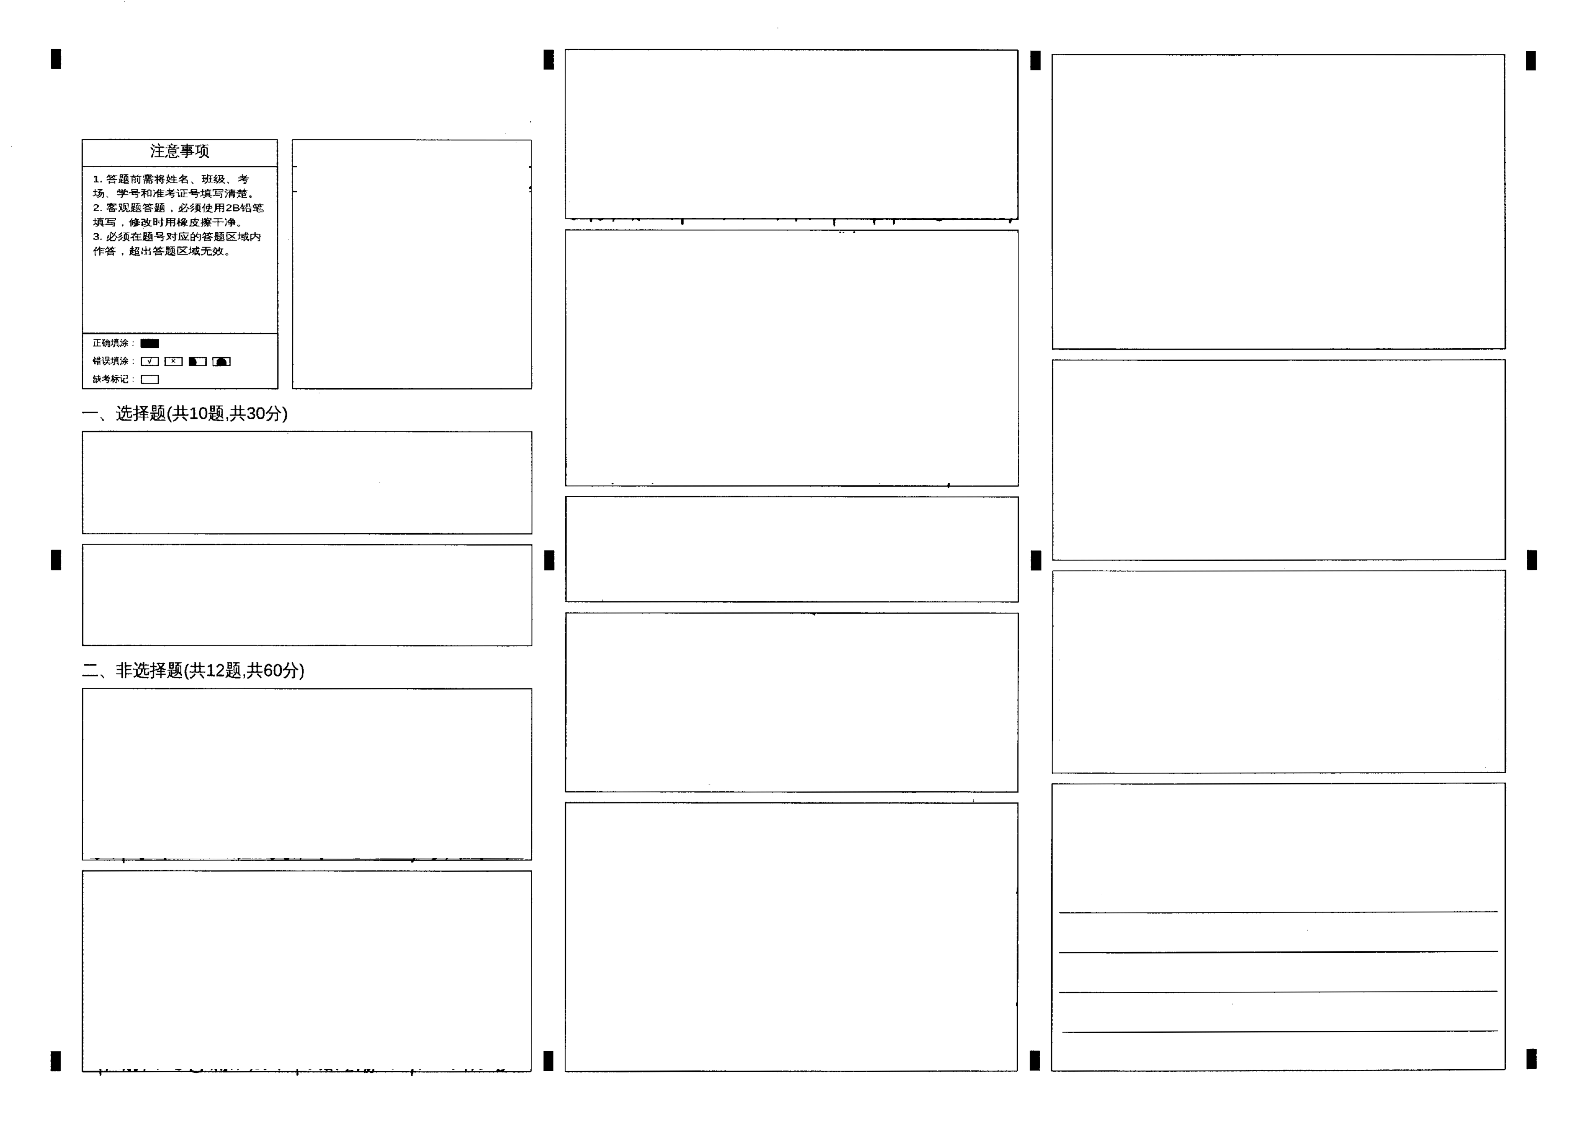 注意事项
1. 答题前需将姓名、班级、考
场、学号和准考证号填写清楚。
2. 客观题答题，必须使用2B铅笔
填写，修改时用橡皮擦干净。
3. 必须在题号对应的答题区域内
作答，超出答题区域无效。
正确填涂：
错误填涂：
缺考标记：
一、选择题(共10题,共30分)
二、非选择题(共12题,共60分)